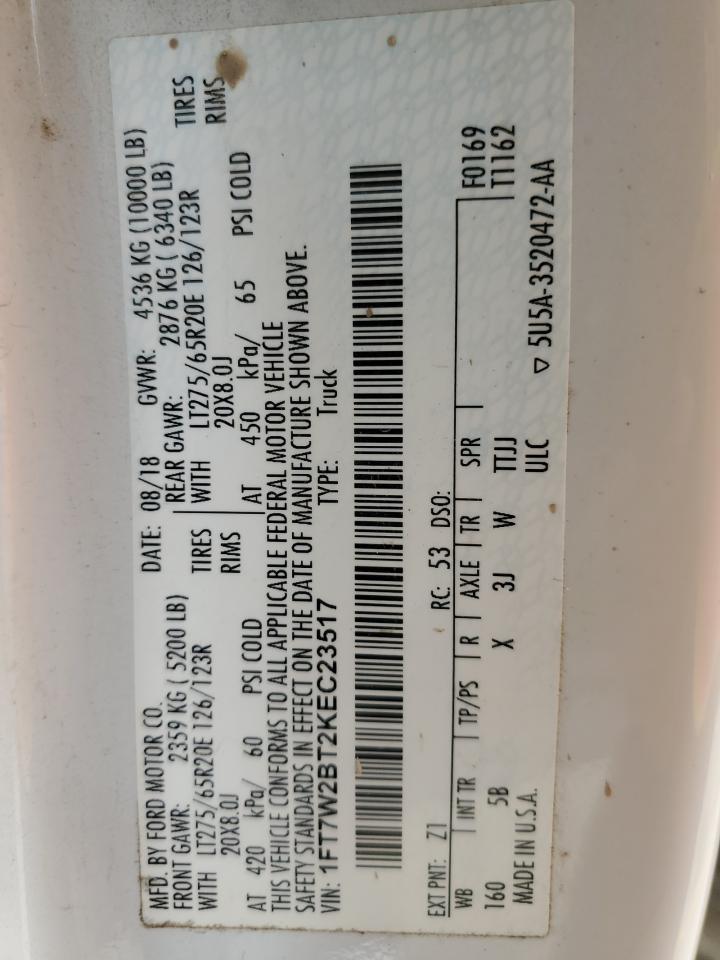 MFD. BY FORD MOTOR CO. DATE: 08/18 GVWR: 4536 KG (10000 LB)
FRONT GAWR: 2359 KG ( 5200 LB) REAR GAWR: 2876 KG ( 6340 LB)
WITH LT275/65R20E 126/123R TIRES WITH LT275/65R20E 126/123R TIRES
20X8.0J RIMS 20X8.0J RIMS
AT 420 kPa/ 60 PSI COLD AT 450 kPa/ 65 PSI COLD
THIS VEHICLE CONFORMS TO ALL APPLICABLE FEDERAL MOTOR VEHICLE
SAFETY STANDARDS IN EFFECT ON THE DATE OF MANUFACTURE SHOWN ABOVE.
VIN: 1FT7W2BT2KEC23517 TYPE: Truck
EXT PNT: Z1 RC: 53 DSO:
WB INT TR TP/PS R AXLE TR SPR F0169
160 5B X 3J W TTJJ T1162
MADE IN U.S.A. ULC ▽ 5U5A-3520472-AA